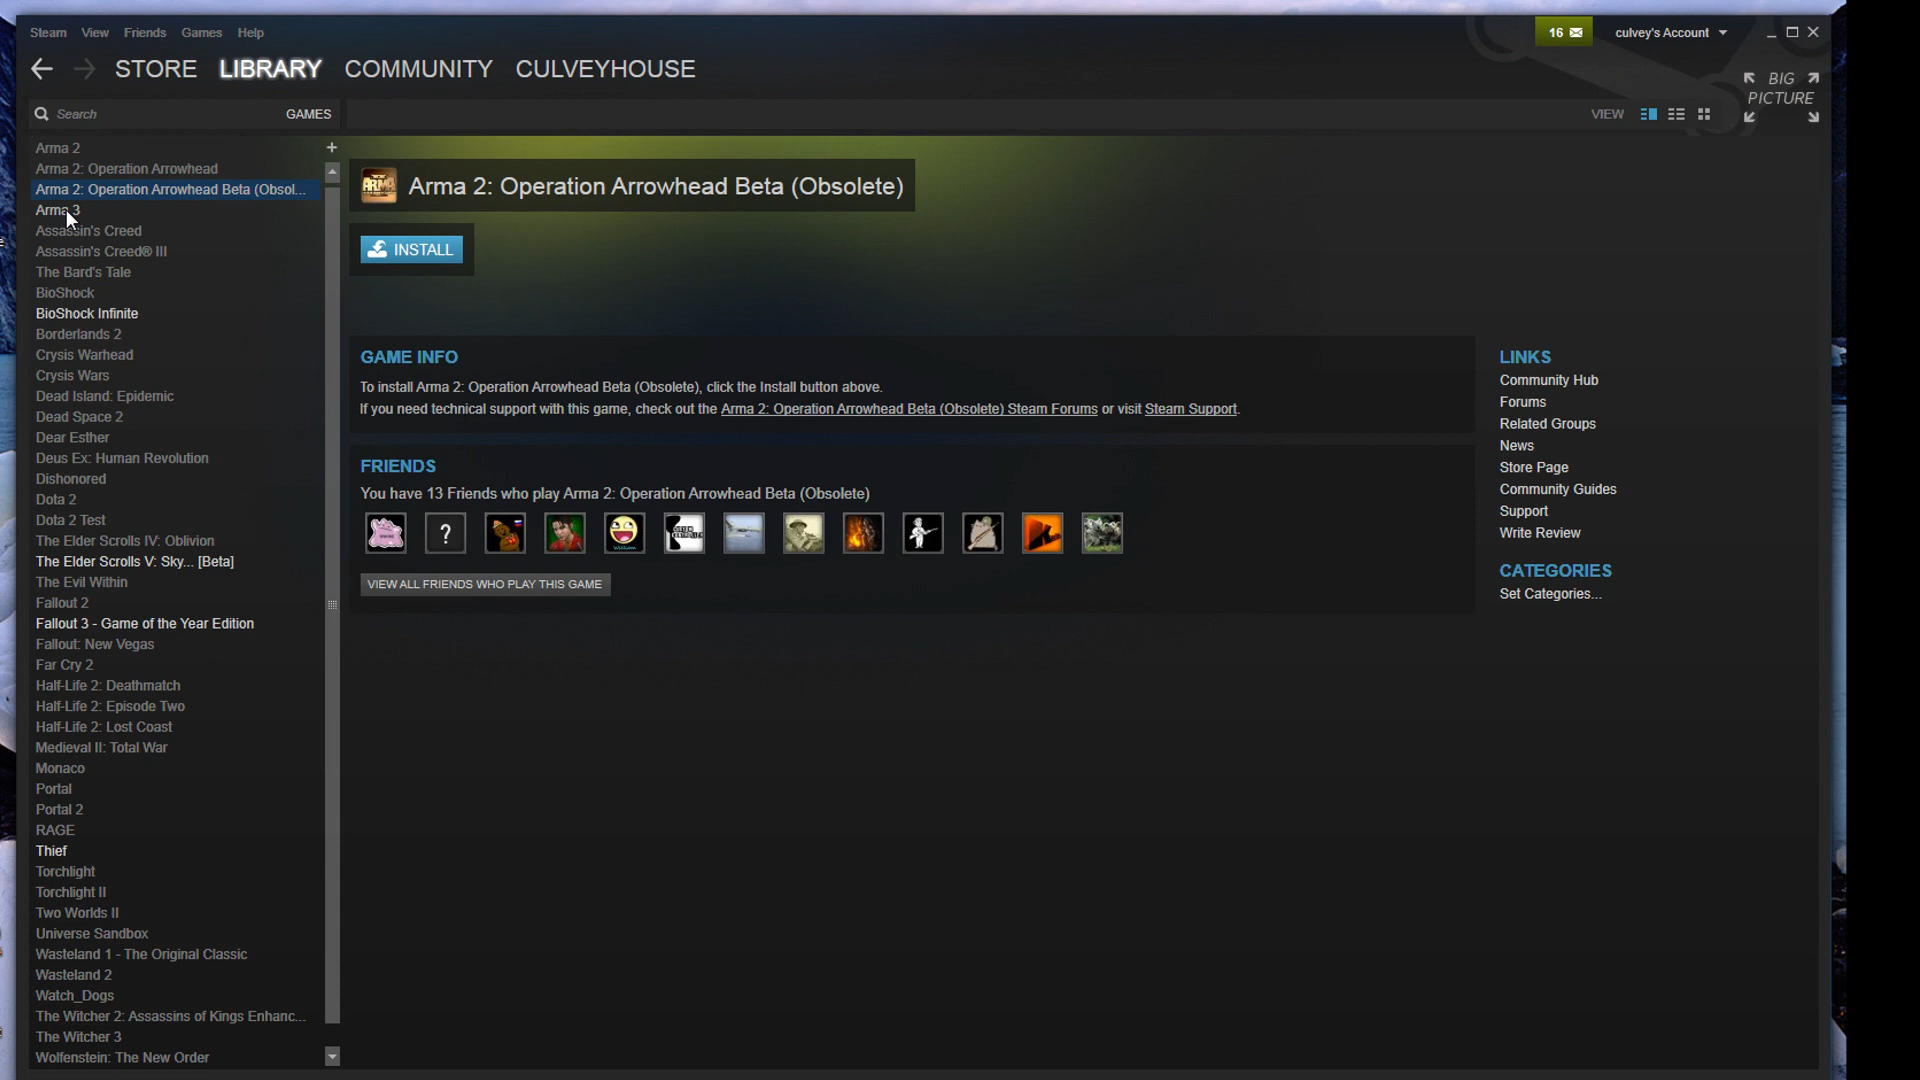 Steam View Friends Games Help
16
culvey's Account
STORE LIBRARY COMMUNITY CULVEYHOUSE
BIG PICTURE
Search
GAMES
VIEW
Arma 2
Arma 2: Operation Arrowhead
Arma 2: Operation Arrowhead Beta (Obsol...
Arma 3
Assassin's Creed
Assassin's Creed® III
The Bard's Tale
BioShock
BioShock Infinite
Borderlands 2
Crysis Warhead
Crysis Wars
Dead Island: Epidemic
Dead Space 2
Dear Esther
Deus Ex: Human Revolution
Dishonored
Dota 2
Dota 2 Test
The Elder Scrolls IV: Oblivion
The Elder Scrolls V: Sky... [Beta]
The Evil Within
Fallout 2
Fallout 3 - Game of the Year Edition
Fallout: New Vegas
Far Cry 2
Half-Life 2: Deathmatch
Half-Life 2: Episode Two
Half-Life 2: Lost Coast
Medieval II: Total War
Monaco
Portal
Portal 2
RAGE
Thief
Torchlight
Torchlight II
Two Worlds II
Universe Sandbox
Wasteland 1 - The Original Classic
Wasteland 2
Watch_Dogs
The Witcher 2: Assassins of Kings Enhanc...
The Witcher 3
Wolfenstein: The New Order
ARMA
Arma 2: Operation Arrowhead Beta (Obsolete)
INSTALL
GAME INFO
To install Arma 2: Operation Arrowhead Beta (Obsolete), click the Install button above.
If you need technical support with this game, check out the Arma 2: Operation Arrowhead Beta (Obsolete) Steam Forums or visit Steam Support.
FRIENDS
You have 13 Friends who play Arma 2: Operation Arrowhead Beta (Obsolete)
?
VIEW ALL FRIENDS WHO PLAY THIS GAME
LINKS
Community Hub
Forums
Related Groups
News
Store Page
Community Guides
Support
Write Review
CATEGORIES
Set Categories...